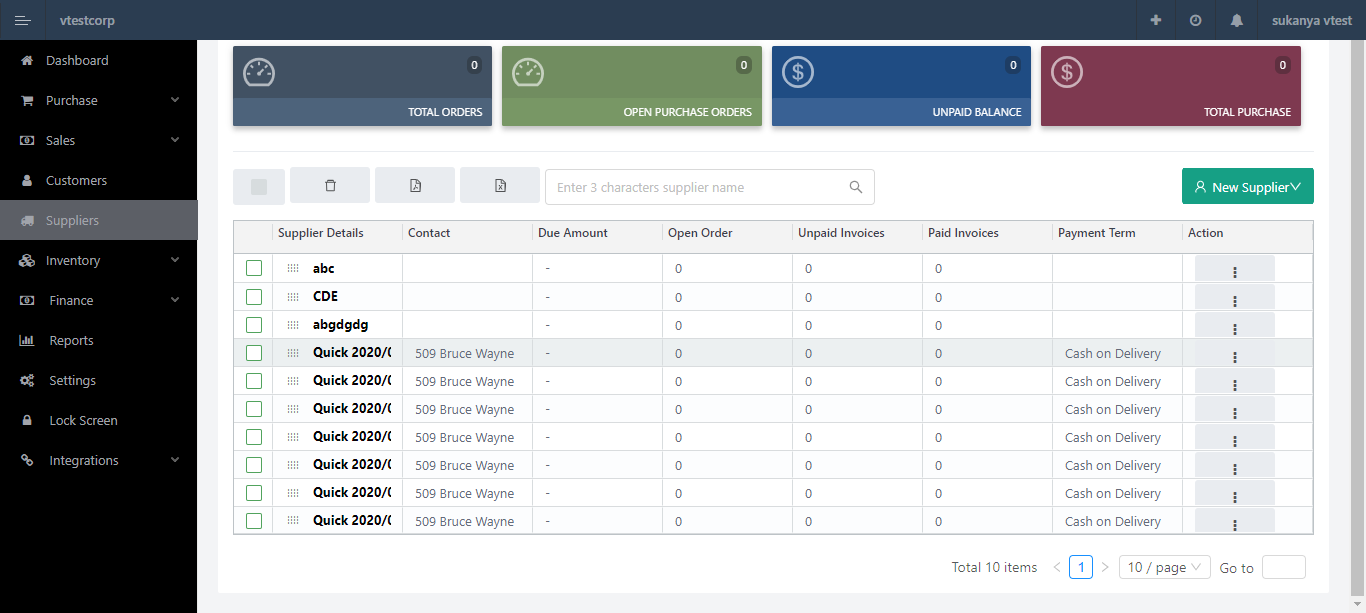 vtestcorp
sukanya vtest
Dashboard
Purchase
Sales
Customers
Suppliers
Inventory
Finance
Reports
Settings
Lock Screen
Integrations
0
TOTAL ORDERS
0
OPEN PURCHASE ORDERS
$
0
UNPAID BALANCE
$
0
TOTAL PURCHASE
Enter 3 characters supplier name
New Supplier
Supplier Details Contact Due Amount Open Order Unpaid Invoices Paid Invoices Payment Term Action
abc - 0 0 0
CDE - 0 0 0
abgdgdg - 0 0 0
Quick 2020/0 509 Bruce Wayne - 0 0 0 Cash on Delivery
Quick 2020/0 509 Bruce Wayne - 0 0 0 Cash on Delivery
Quick 2020/0 509 Bruce Wayne - 0 0 0 Cash on Delivery
Quick 2020/0 509 Bruce Wayne - 0 0 0 Cash on Delivery
Quick 2020/0 509 Bruce Wayne - 0 0 0 Cash on Delivery
Quick 2020/0 509 Bruce Wayne - 0 0 0 Cash on Delivery
Quick 2020/0 509 Bruce Wayne - 0 0 0 Cash on Delivery
Total 10 items < 1 > 10 / page Go to